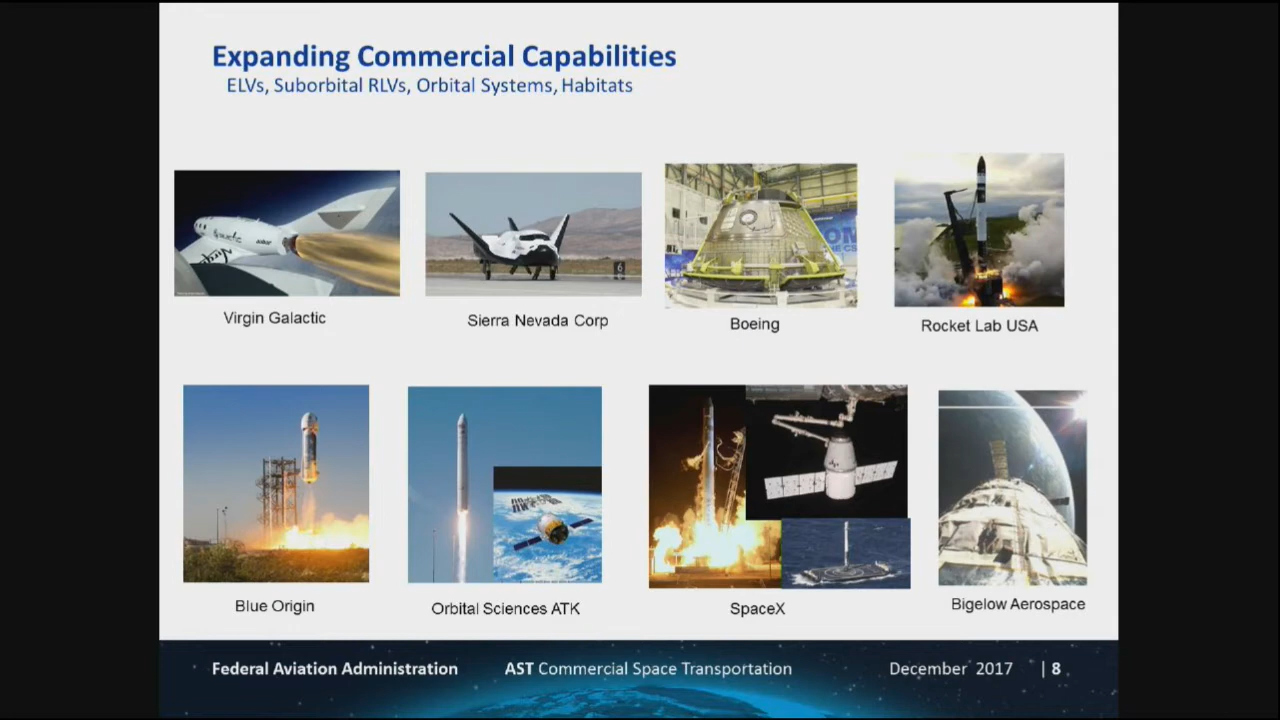 Expanding Commercial Capabilities
ELVs, Suborbital RLVs, Orbital Systems, Habitats
Virgin Galactic
Sierra Nevada Corp
Boeing
Rocket Lab USA
6
Blue Origin
Orbital Sciences ATK
SpaceX
Bigelow Aerospace
Federal Aviation Administration
AST Commercial Space Transportation
December 2017 | 8